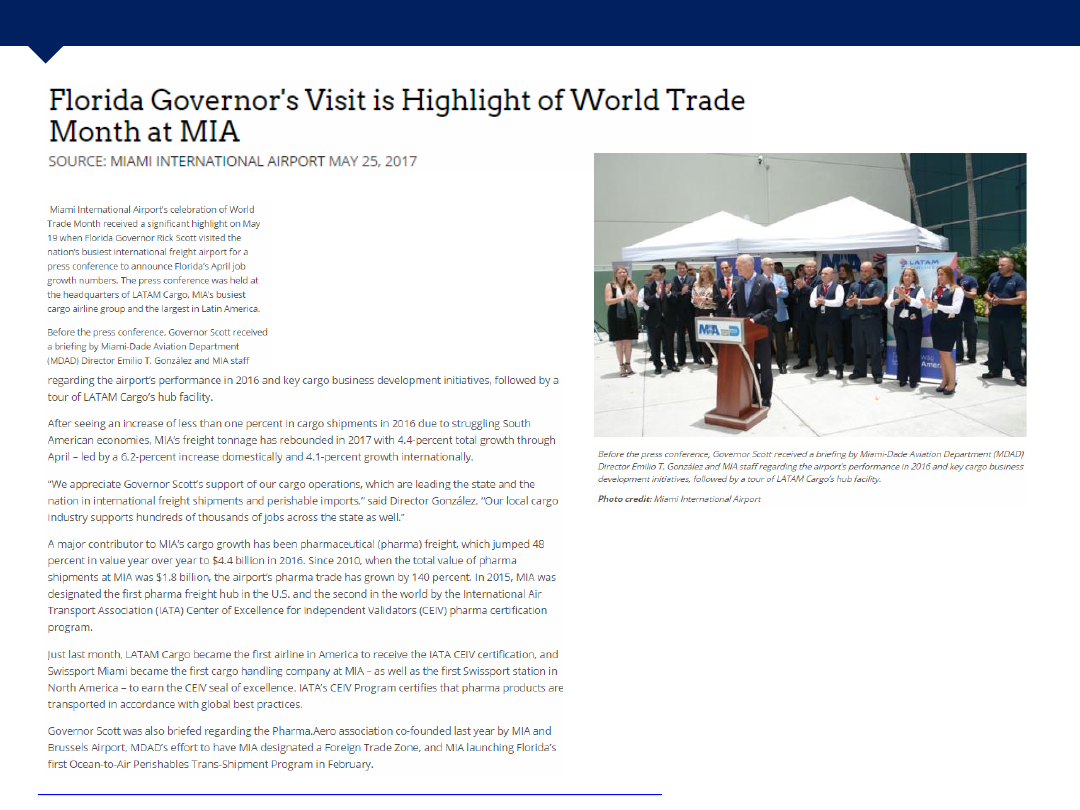 Florida Governor's Visit is Highlight of World Trade
Month at MIA
SOURCE: MIAMI INTERNATIONAL AIRPORT MAY 25, 2017
Miami International Airport's celebration of World
Trade Month received a significant highlight on May
19 when Florida Governor Rick Scott visited the
nation's busiest international freight airport for a
press conference to announce Florida's April job
growth numbers. The press conference was held at
the headquarters of LATAM Cargo, MIA's busiest
cargo airline group and the largest in Latin America.
Before the press conference, Governor Scott received
a briefing by Miami-Dade Aviation Department
(MDAD) Director Emilio T. González and MIA staff
regarding the airport's performance in 2016 and key cargo business development initiatives, followed by a
tour of LATAM Cargo's hub facility.
After seeing an increase of less than one percent in cargo shipments in 2016 due to struggling South
American economies, MIA's freight tonnage has rebounded in 2017 with 4.4-percent total growth through
April – led by a 6.2-percent increase domestically and 4.1-percent growth internationally.
"We appreciate Governor Scott's support of our cargo operations, which are leading the state and the
nation in international freight shipments and perishable imports," said Director González. "Our local cargo
industry supports hundreds of thousands of jobs across the state as well."
A major contributor to MIA's cargo growth has been pharmaceutical (pharma) freight, which jumped 48
percent in value year over year to $4.4 billion in 2016. Since 2010, when the total value of pharma
shipments at MIA was $1.8 billion, the airport's pharma trade has grown by 140 percent. In 2015, MIA was
designated the first pharma freight hub in the U.S. and the second in the world by the International Air
Transport Association (IATA) Center of Excellence for Independent Validators (CEIV) pharma certification
program.
Just last month, LATAM Cargo became the first airline in America to receive the IATA CEIV certification, and
Swissport Miami became the first cargo handling company at MIA – as well as the first Swissport station in
North America – to earn the CEIV seal of excellence. IATA's CEIV Program certifies that pharma products are
transported in accordance with global best practices.
Governor Scott was also briefed regarding the Pharma.Aero association co-founded last year by MIA and
Brussels Airport, MDAD's effort to have MIA designated a Foreign Trade Zone, and MIA launching Florida's
first Ocean-to-Air Perishables Trans-Shipment Program in February.
MIA
LATAM
MIA
Before the press conference, Governor Scott received a briefing by Miami-Dade Aviation Department (MDAD)
Director Emilio T. González and MIA staff regarding the airport's performance in 2016 and key cargo business
development initiatives, followed by a tour of LATAM Cargo's hub facility.
Photo credit: Miami International Airport